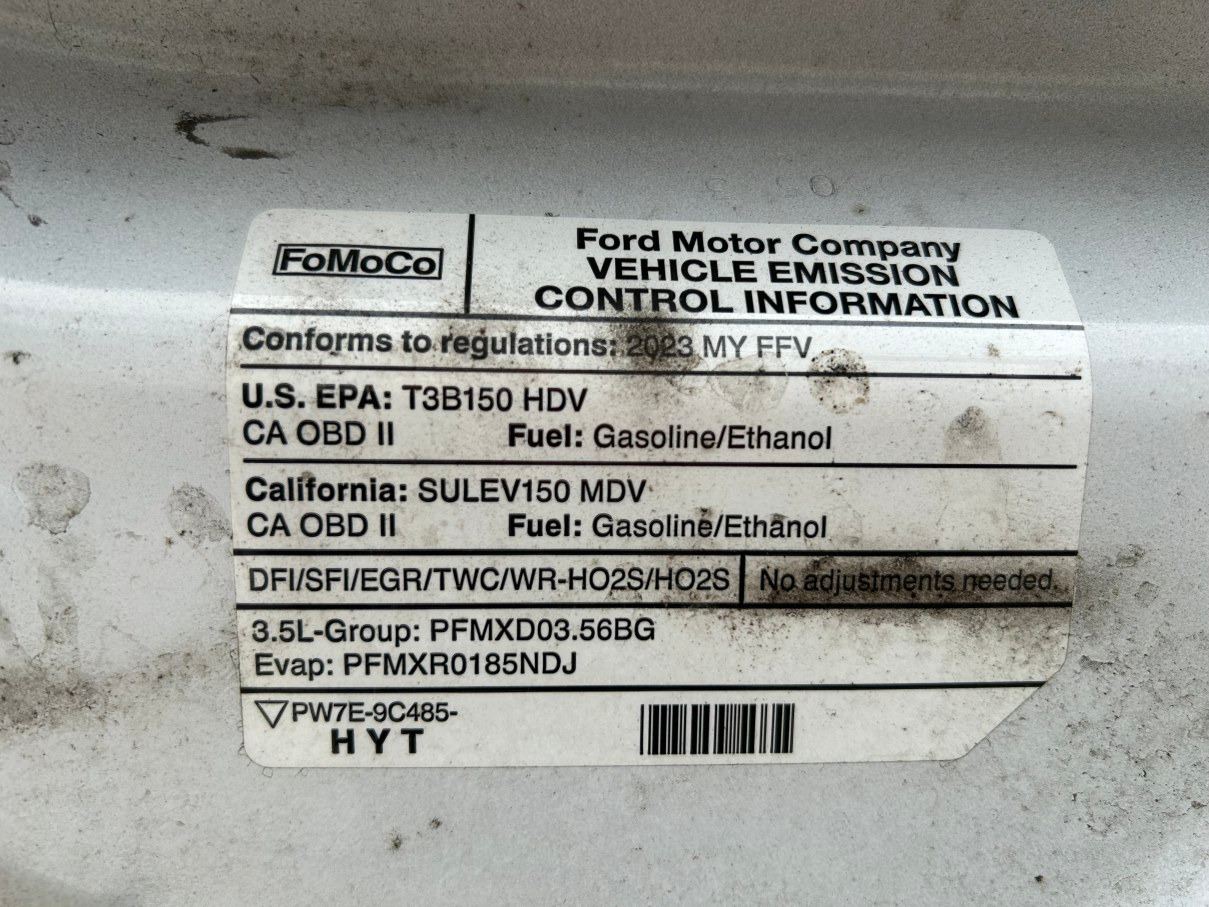 FoMoCo
Ford Motor Company
VEHICLE EMISSION
CONTROL INFORMATION
Conforms to regulations: 2023 MY FFV
U.S. EPA: T3B150 HDV
CA OBD II Fuel: Gasoline/Ethanol
California: SULEV150 MDV
CA OBD II Fuel: Gasoline/Ethanol
DFI/SFI/EGR/TWC/WR-HO2S/HO2S No adjustments needed.
3.5L-Group: PFMXD03.56BG
Evap: PFMXR0185NDJ
PW7E-9C485-
HYT